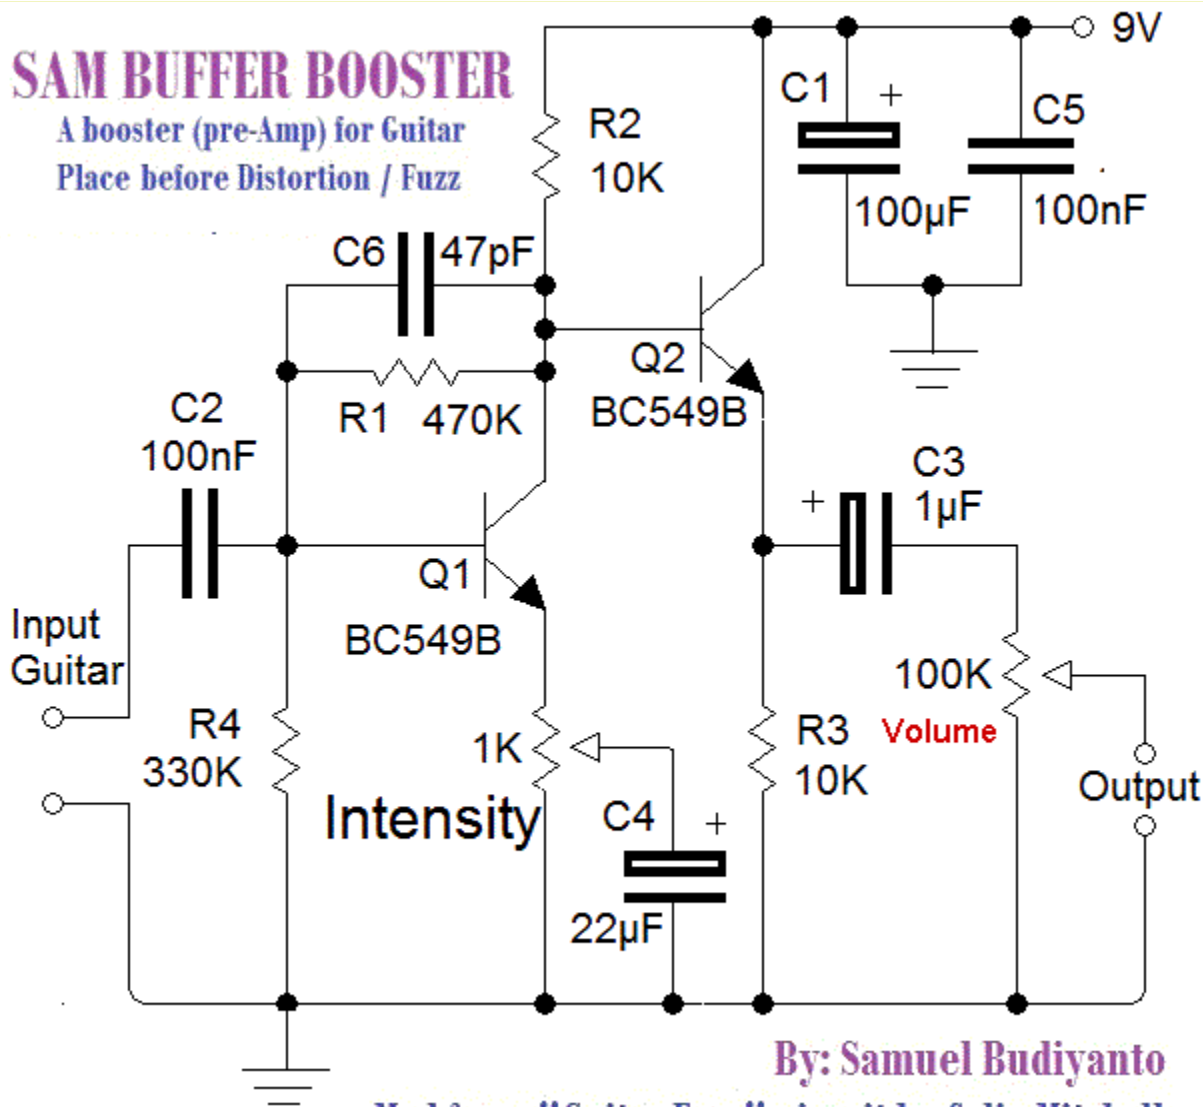 SAM BUFFER BOOSTER
A booster (pre-Amp) for Guitar
Place before Distortion / Fuzz
9V
C1
+
100µF
C5
100nF
R2
10K
C6
47pF
R1
470K
C2
100nF
Q2
BC549B
Q1
BC549B
+
C3
1µF
Input
Guitar
R4
330K
1K
Intensity
C4
+
22µF
R3
10K
100K
Volume
Output
By: Samuel Budiyanto